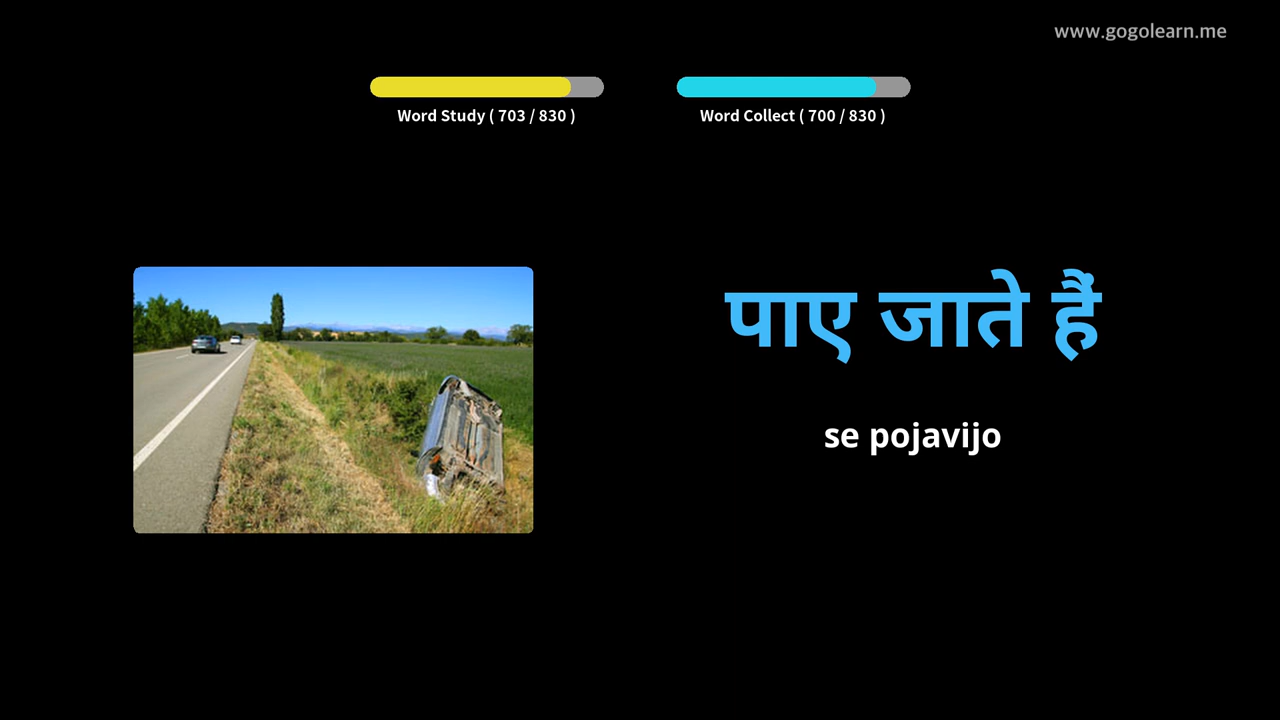 www.gogolearn.me
Word Study ( 703 / 830 )
Word Collect ( 700 / 830 )
पाए जाते हैं
se pojavijo